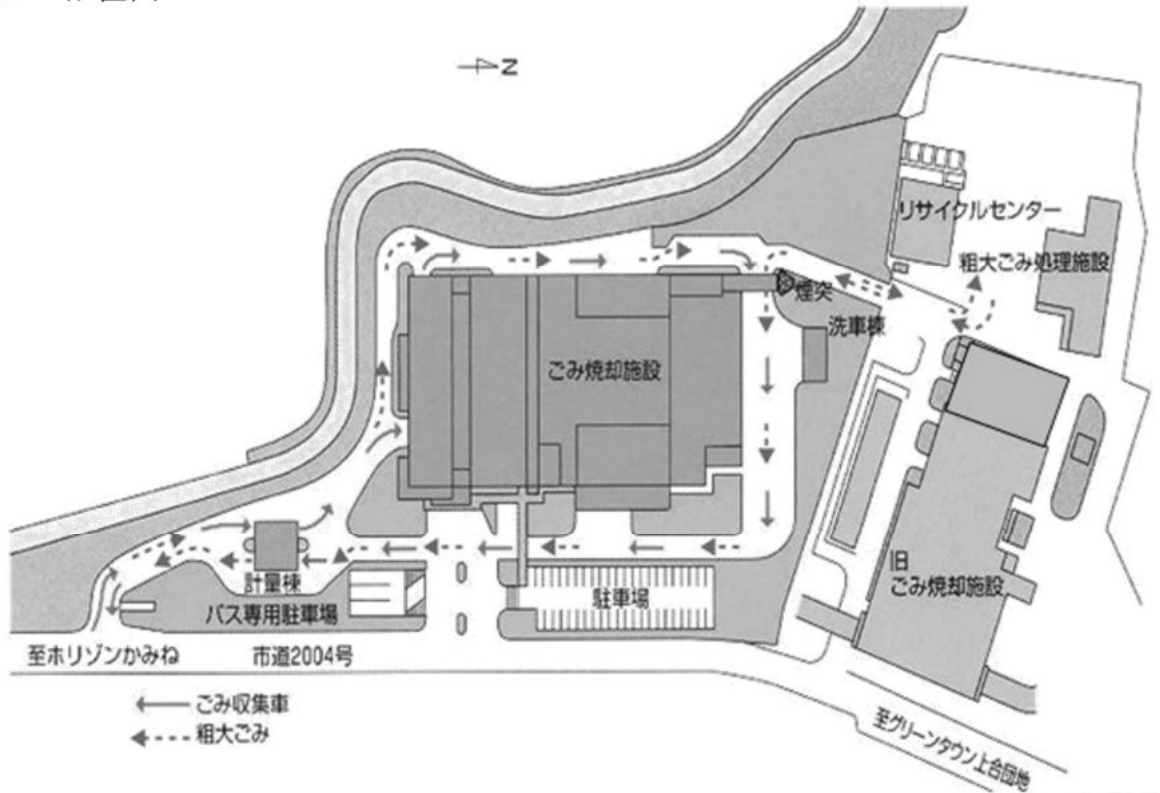 N
リサイクルセンター
粗大ごみ処理施設
煙突
洗車棟
ごみ焼却施設
旧
ごみ焼却施設
計量棟
バス専用駐車場
駐車場
至ホリゾンかみね
市道2004号
ごみ収集車
粗大ごみ
至グリーンタウン上合団地